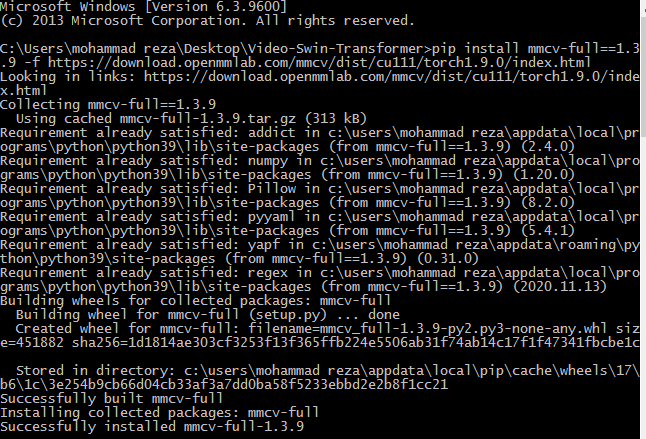 Microsoft Windows [Version 6.3.9600]
(c) 2013 Microsoft Corporation. All rights reserved.
C:\Users\mohammad reza\Desktop\Video-Swin-Transformer>pip install mmcv-full==1.3
.9 -f https://download.openmmlab.com/mmcv/dist/cu111/torch1.9.0/index.html
Looking in links: https://download.openmmlab.com/mmcv/dist/cu111/torch1.9.0/inde
x.html
Collecting mmcv-full==1.3.9
  Using cached mmcv-full-1.3.9.tar.gz (313 kB)
Requirement already satisfied: addict in c:\users\mohammad reza\appdata\local\pr
ograms\python\python39\lib\site-packages (from mmcv-full==1.3.9) (2.4.0)
Requirement already satisfied: numpy in c:\users\mohammad reza\appdata\local\pro
grams\python\python39\lib\site-packages (from mmcv-full==1.3.9) (1.20.0)
Requirement already satisfied: Pillow in c:\users\mohammad reza\appdata\local\pr
ograms\python\python39\lib\site-packages (from mmcv-full==1.3.9) (8.2.0)
Requirement already satisfied: pyyaml in c:\users\mohammad reza\appdata\local\pr
ograms\python\python39\lib\site-packages (from mmcv-full==1.3.9) (5.4.1)
Requirement already satisfied: yapf in c:\users\mohammad reza\appdata\roaming\py
thon\python39\site-packages (from mmcv-full==1.3.9) (0.31.0)
Requirement already satisfied: regex in c:\users\mohammad reza\appdata\local\pro
grams\python\python39\lib\site-packages (from mmcv-full==1.3.9) (2020.11.13)
Building wheels for collected packages: mmcv-full
  Building wheel for mmcv-full (setup.py) ... done
  Created wheel for mmcv-full: filename=mmcv_full-1.3.9-py2.py3-none-any.whl siz
e=451882 sha256=1d1814ae303cf3253f13f365ffb224e5506ab31f74ab14c17f1f47341fbcbe1c
  Stored in directory: c:\users\mohammad reza\appdata\local\pip\cache\wheels\17\
b6\1c\3e254b9cb66d04cb33af3a7dd0ba58f5233ebbd2e2b8f1cc21
Successfully built mmcv-full
Installing collected packages: mmcv-full
Successfully installed mmcv-full-1.3.9